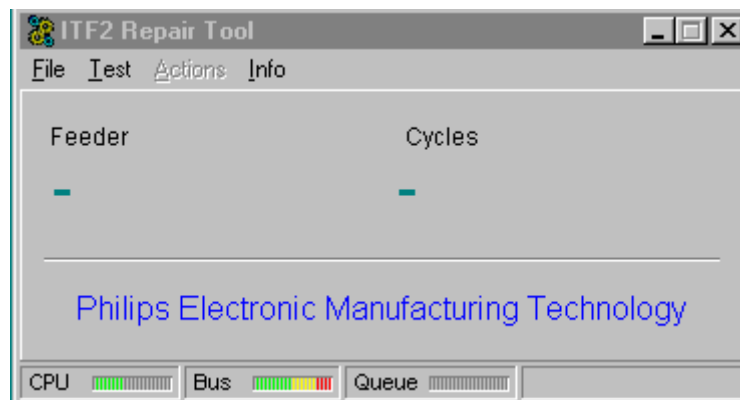 ITF2 Repair Tool
File Test Actions Info
Feeder Cycles
- -
Philips Electronic Manufacturing Technology
CPU Bus Queue